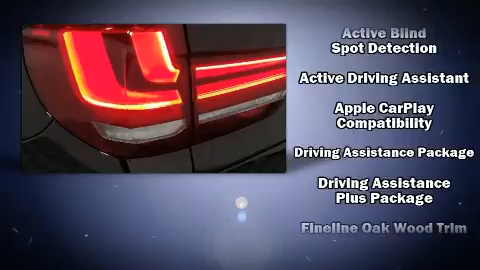 Active Blind
Spot Detection
Active Driving Assistant
Apple CarPlay
Compatibility
Driving Assistance Package
Driving Assistance
Plus Package
Fineline Oak Wood Trim